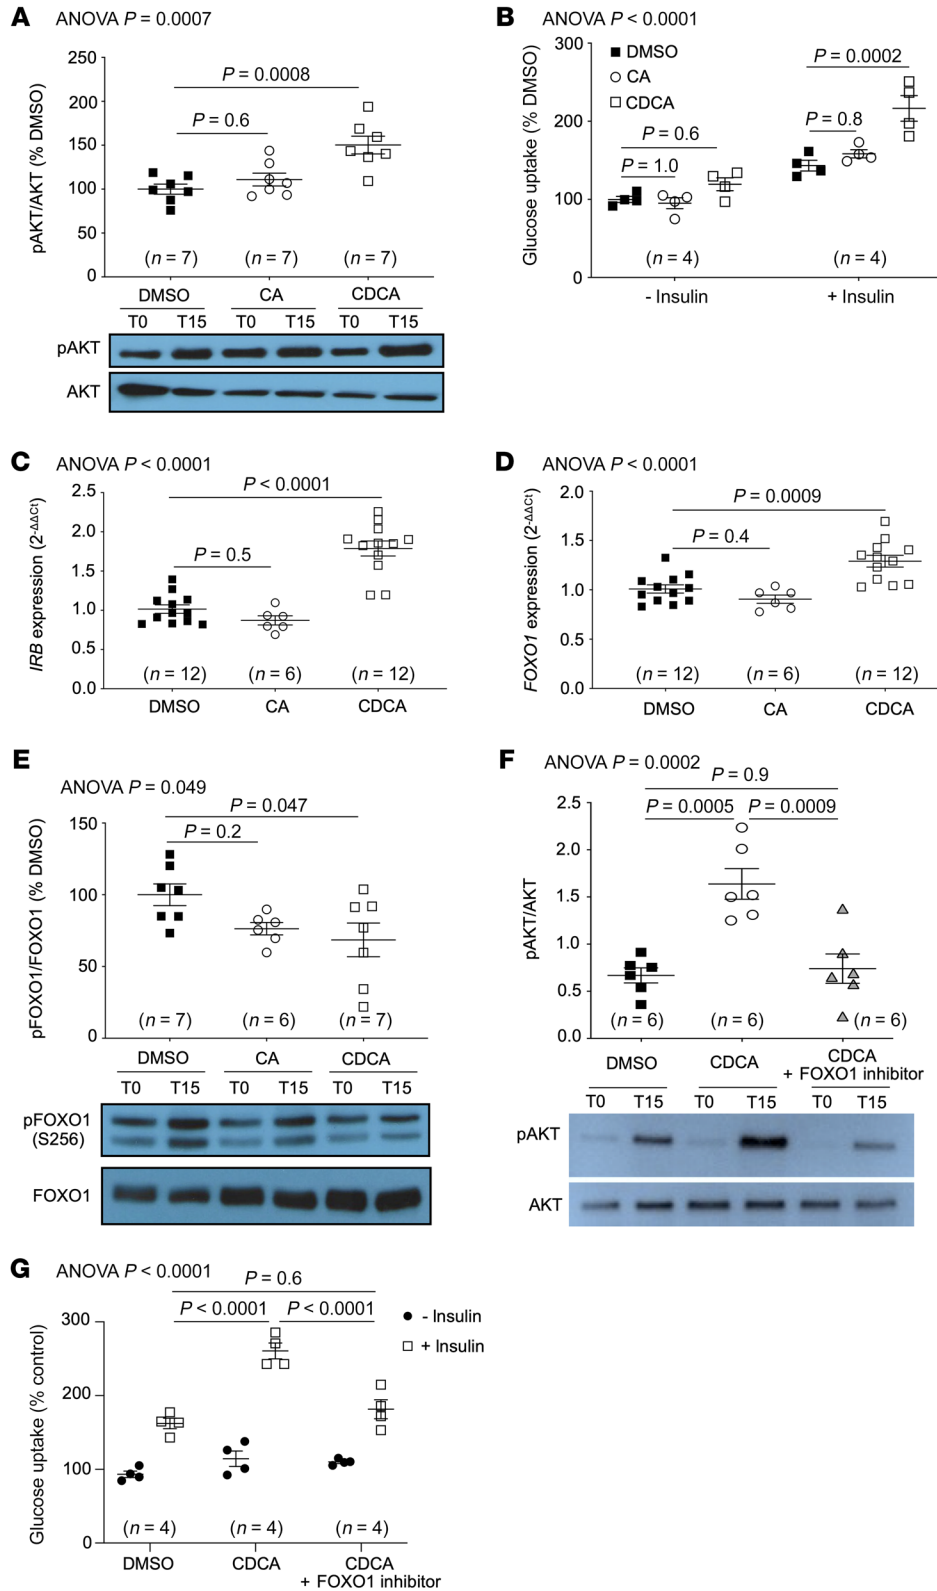 A
ANOVA P = 0.0007
pAKT/AKT (% DMSO)
250
200
150
100
50
0
P = 0.0008
P = 0.6
(n = 7)
(n = 7)
(n = 7)
DMSO
CA
CDCA
T0
T15
T0
T15
T0
T15
pAKT
AKT
B
ANOVA P < 0.0001
Glucose uptake (% DMSO)
300
200
100
0
DMSO
CA
CDCA
P = 0.6
P = 1.0
P = 0.0002
P = 0.8
(n = 4)
(n = 4)
- Insulin
+ Insulin
C
ANOVA P < 0.0001
IRB expression (2-ΔΔCt)
2.5
2.0
1.5
1.0
0.5
0.0
P < 0.0001
P = 0.5
(n = 12)
(n = 6)
(n = 12)
DMSO
CA
CDCA
D
ANOVA P < 0.0001
FOXO1 expression (2-ΔΔCt)
2.0
1.5
1.0
0.5
0.0
P = 0.0009
P = 0.4
(n = 12)
(n = 6)
(n = 12)
DMSO
CA
CDCA
E
ANOVA P = 0.049
pFOXO1/FOXO1 (% DMSO)
150
100
50
0
P = 0.047
P = 0.2
(n = 7)
(n = 6)
(n = 7)
DMSO
CA
CDCA
T0
T15
T0
T15
T0
T15
pFOXO1
(S256)
FOXO1
F
ANOVA P = 0.0002
P = 0.9
P = 0.0005
P = 0.0009
pAKT/AKT
2.5
2.0
1.5
1.0
0.5
0.0
(n = 6)
(n = 6)
(n = 6)
DMSO
CDCA
CDCA
+ FOXO1 inhibitor
T0
T15
T0
T15
T0
T15
pAKT
AKT
G
ANOVA P < 0.0001
P = 0.6
P < 0.0001
P < 0.0001
- Insulin
+ Insulin
Glucose uptake (% control)
300
200
100
0
(n = 4)
(n = 4)
(n = 4)
DMSO
CDCA
CDCA
+ FOXO1 inhibitor